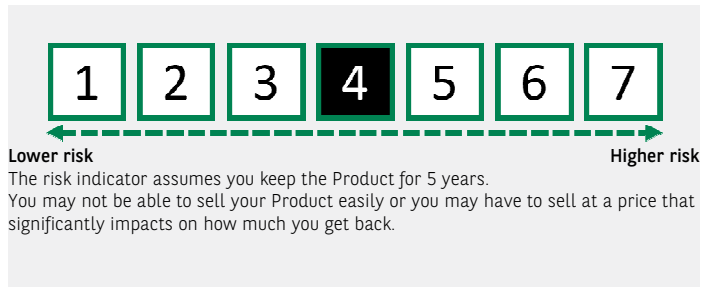 1 2 3 4 5 6 7
Lower risk Higher risk
The risk indicator assumes you keep the Product for 5 years.
You may not be able to sell your Product easily or you may have to sell at a price that
significantly impacts on how much you get back.